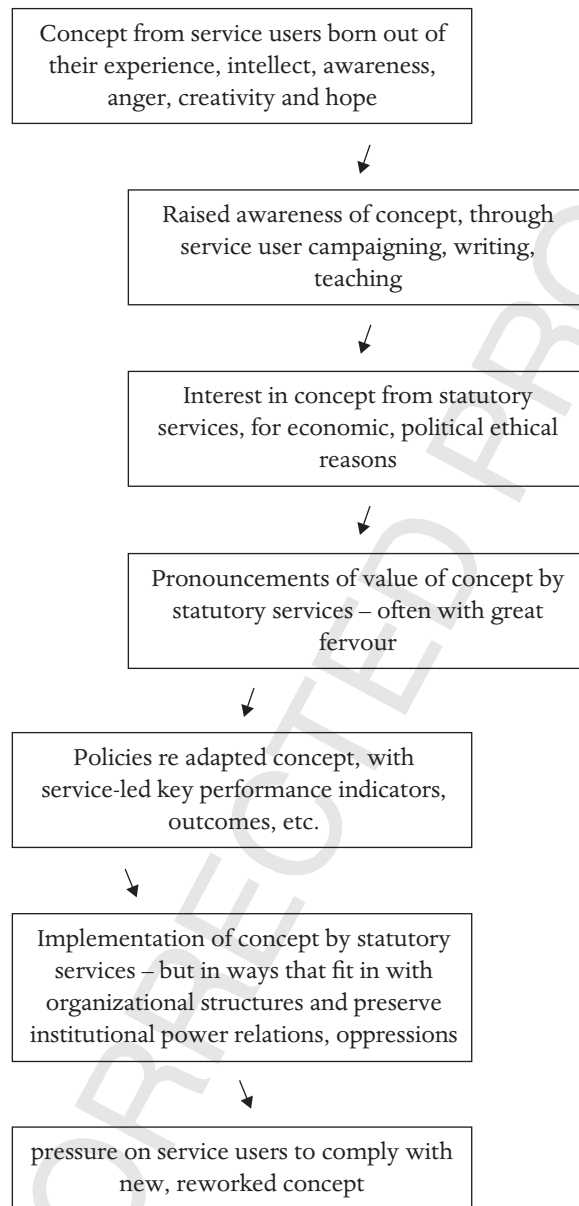 Concept from service users born out of
their experience, intellect, awareness,
anger, creativity and hope
Raised awareness of concept, through
service user campaigning, writing,
teaching
Interest in concept from statutory
services, for economic, political ethical
reasons
Pronouncements of value of concept by
statutory services – often with great
fervour
Policies re adapted concept, with
service-led key performance indicators,
outcomes, etc.
Implementation of concept by statutory
services – but in ways that fit in with
organizational structures and preserve
institutional power relations, oppressions
pressure on service users to comply with
new, reworked concept
ORRECTED PRO